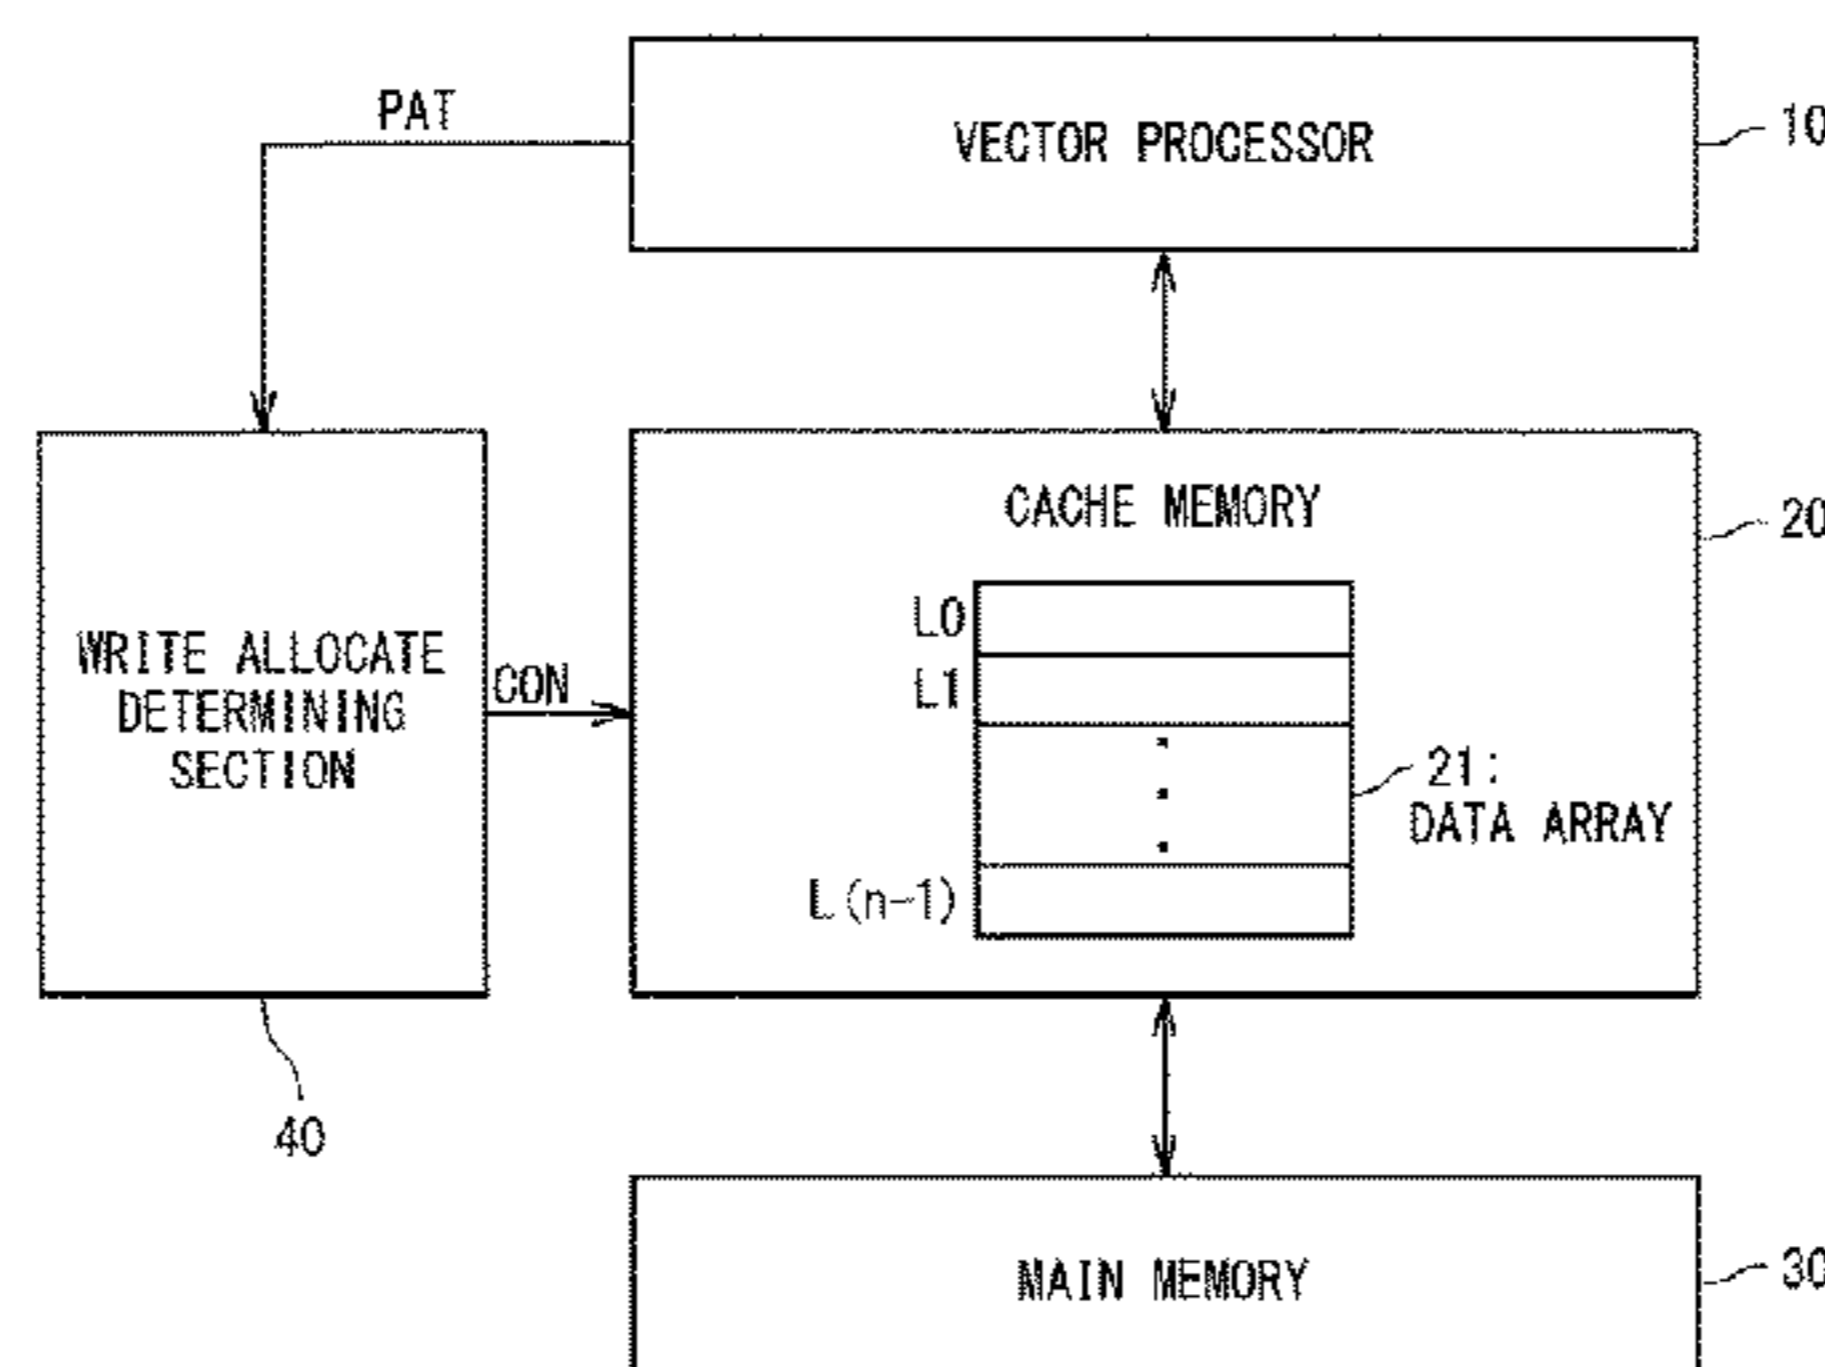 PAT
VECTOR PROCESSOR
10
CACHE MEMORY
20
WRITE ALLOCATE
DETERMINING
SECTION
CON
L0
L1
L(n-1)
21:
DATA ARRAY
40
MAIN MEMORY
30